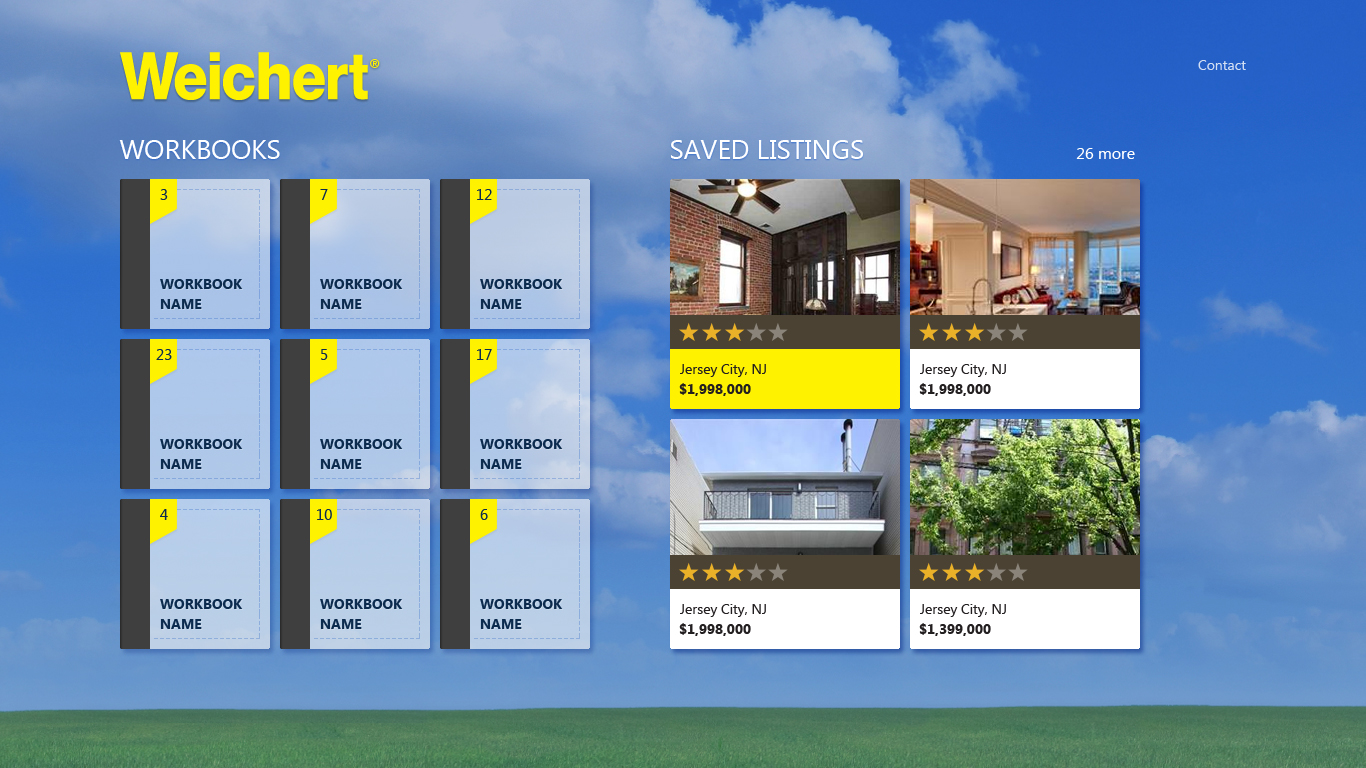 Weichert®
Contact
WORKBOOKS
3
WORKBOOK
NAME
7
WORKBOOK
NAME
12
WORKBOOK
NAME
23
WORKBOOK
NAME
5
WORKBOOK
NAME
17
WORKBOOK
NAME
4
WORKBOOK
NAME
10
WORKBOOK
NAME
6
WORKBOOK
NAME
SAVED LISTINGS
26 more
Jersey City, NJ
$1,998,000
Jersey City, NJ
$1,998,000
Jersey City, NJ
$1,998,000
Jersey City, NJ
$1,399,000